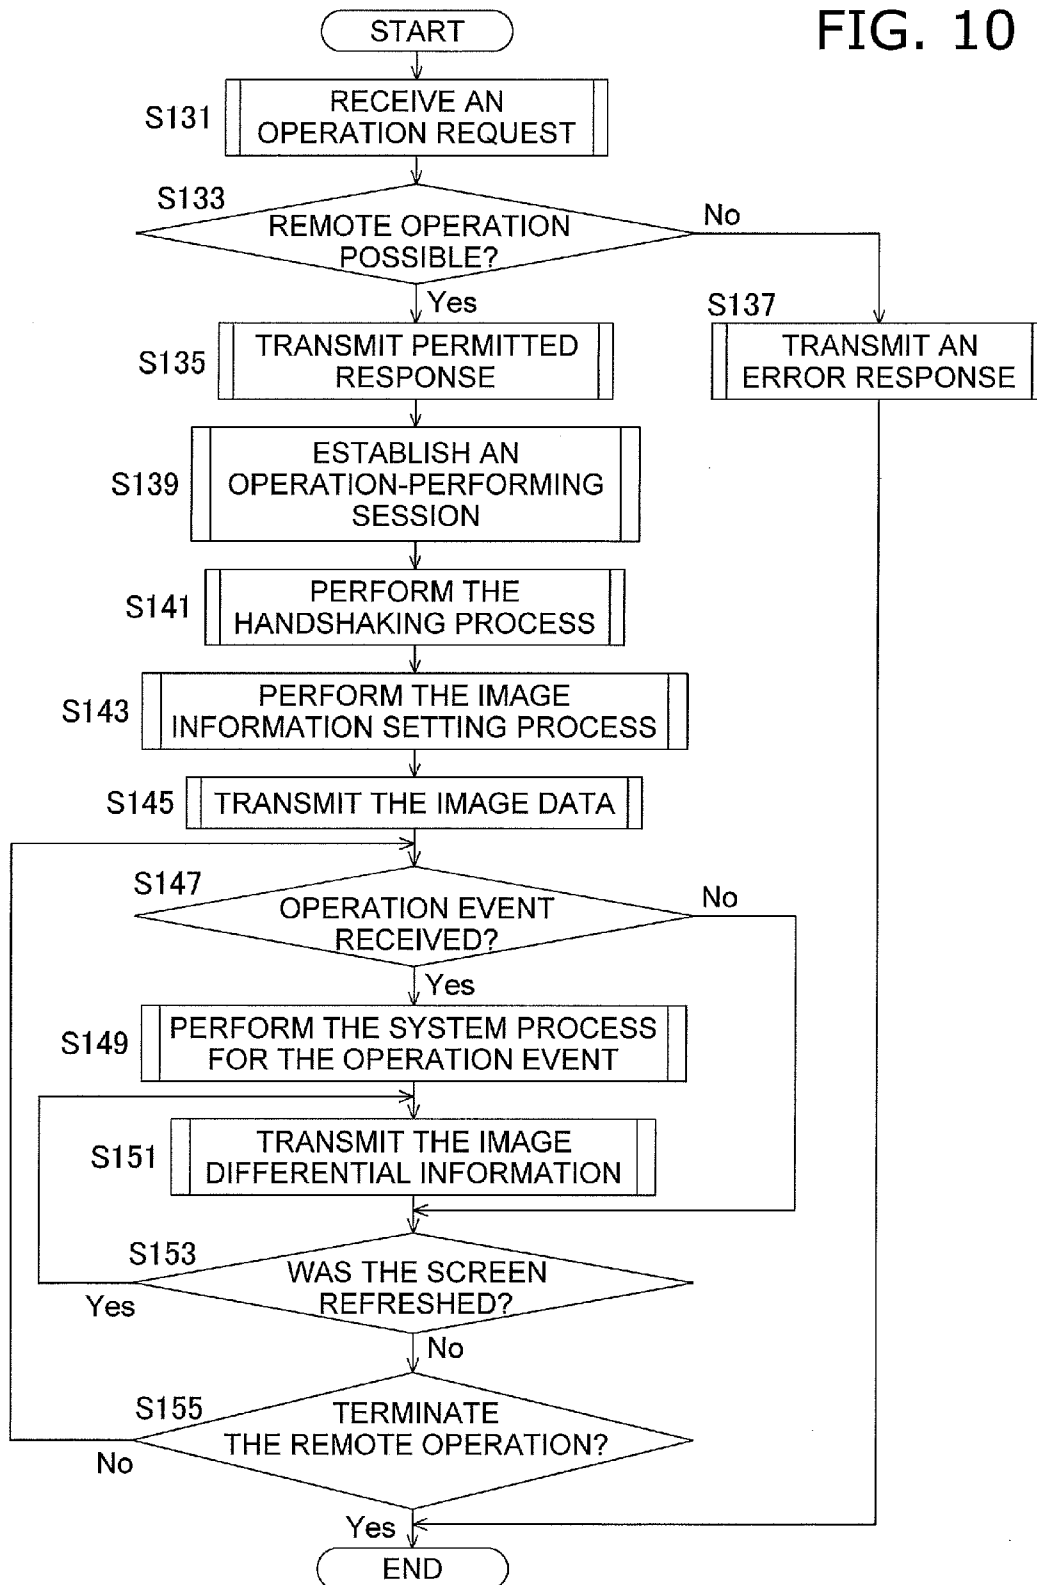 FIG. 10
START
S131
RECEIVE AN
OPERATION REQUEST
S133
REMOTE OPERATION
POSSIBLE?
No
Yes
S135
TRANSMIT PERMITTED
RESPONSE
S137
TRANSMIT AN
ERROR RESPONSE
S139
ESTABLISH AN
OPERATION-PERFORMING
SESSION
S141
PERFORM THE
HANDSHAKING PROCESS
S143
PERFORM THE IMAGE
INFORMATION SETTING PROCESS
S145
TRANSMIT THE IMAGE DATA
S147
OPERATION EVENT
RECEIVED?
No
Yes
S149
PERFORM THE SYSTEM PROCESS
FOR THE OPERATION EVENT
S151
TRANSMIT THE IMAGE
DIFFERENTIAL INFORMATION
S153
WAS THE SCREEN
REFRESHED?
Yes
No
S155
TERMINATE
THE REMOTE OPERATION?
No
Yes
END